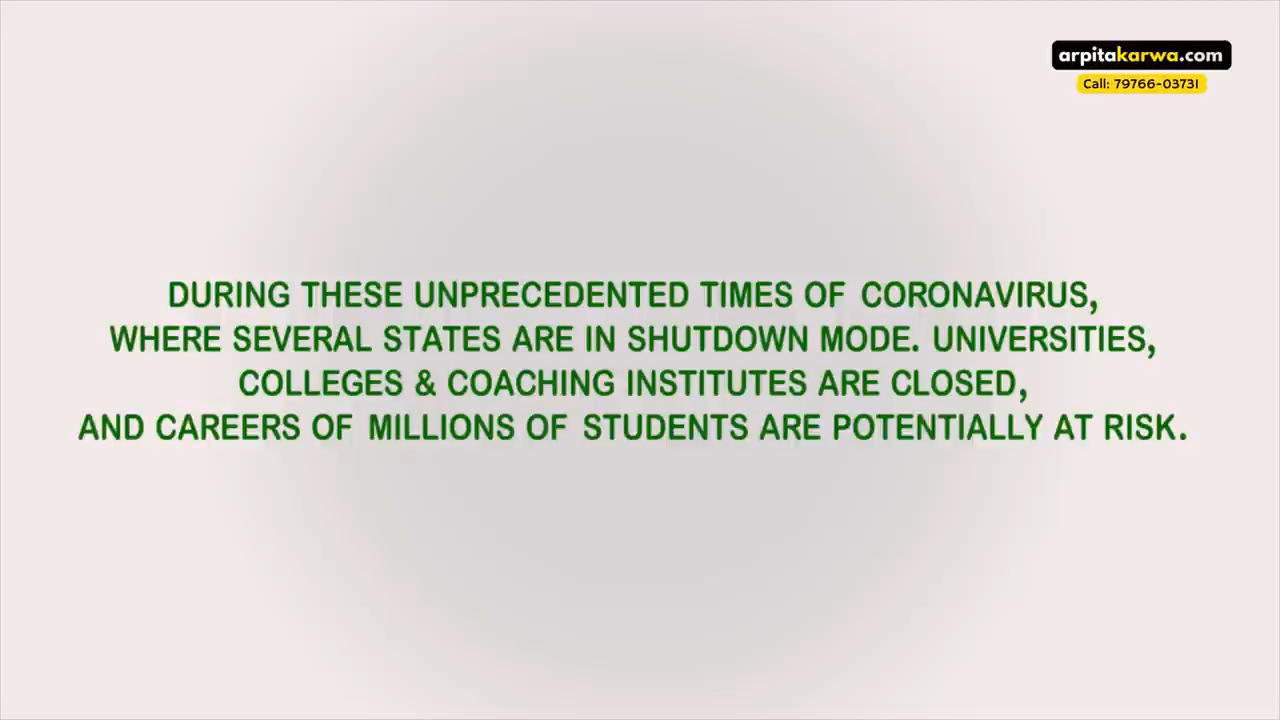 arpitakarwa.com
Call: 79766-03731
DURING THESE UNPRECEDENTED TIMES OF CORONAVIRUS,
WHERE SEVERAL STATES ARE IN SHUTDOWN MODE. UNIVERSITIES,
COLLEGES & COACHING INSTITUTES ARE CLOSED,
AND CAREERS OF MILLIONS OF STUDENTS ARE POTENTIALLY AT RISK.